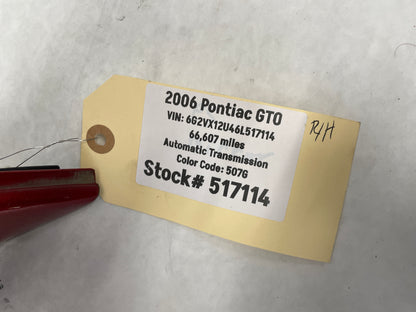 2006 Pontiac GTO
VIN: 6G2VX12U46L517114
66,607 miles
Automatic Transmission
Color Code: 507G
Stock# 517114
R/H